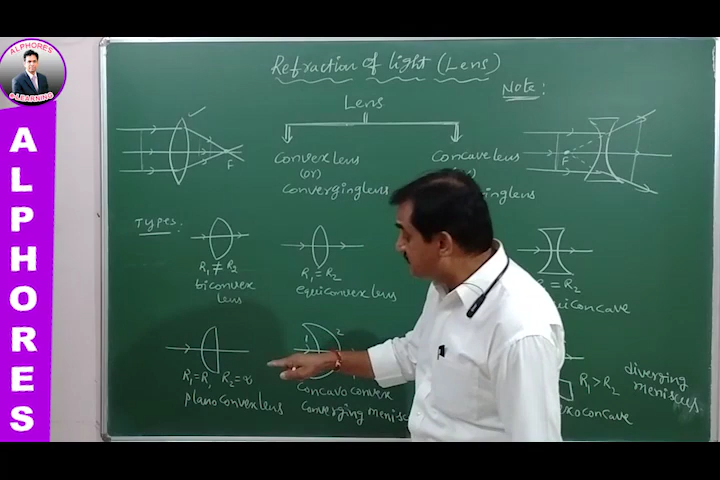 ALPHORES
e-LEARNING
ALPHORES
Refraction of light (Lens)
Note:
Lens
Convex lens
(or)
Converging lens
Concave lens
F
F
Types:
R₁ ≠ R₂
biconvex
lens
R₁ = R₂
equiconvex lens
= R₂
R₁=R, R₂=∝
plano convex lens
1
2
Concavo convex
Converging
R₁ > R₂
diverging
meniscus